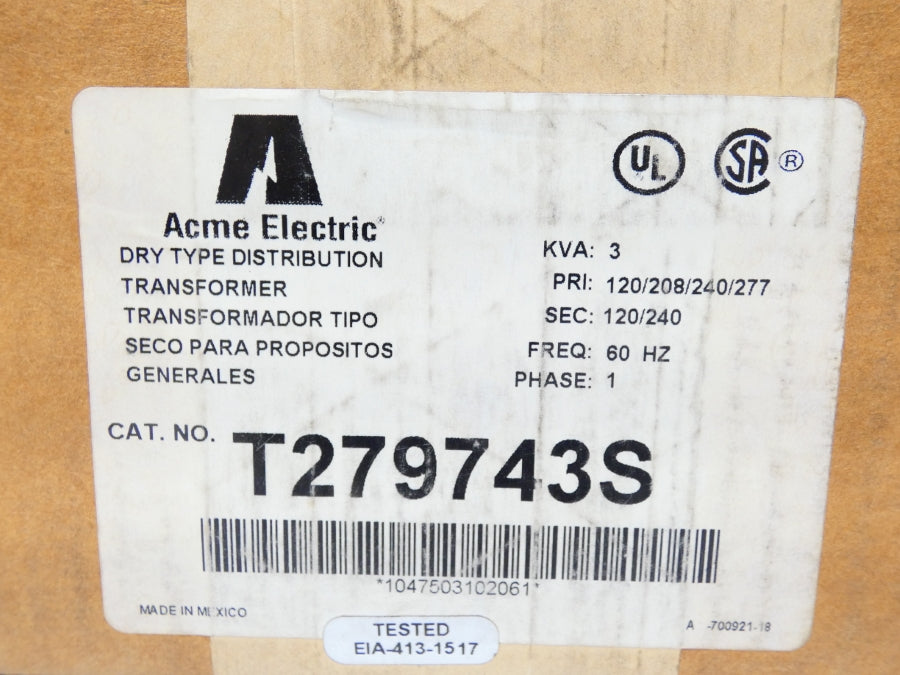 UL
SA ®
Acme Electric®
DRY TYPE DISTRIBUTION
TRANSFORMER
TRANSFORMADOR TIPO
SECO PARA PROPOSITOS
GENERALES
KVA: 3
PRI: 120/208/240/277
SEC: 120/240
FREQ: 60 HZ
PHASE: 1
CAT. NO. T279743S
*1047503102061*
MADE IN MEXICO
A -700921-18
TESTED
EIA-413-1517